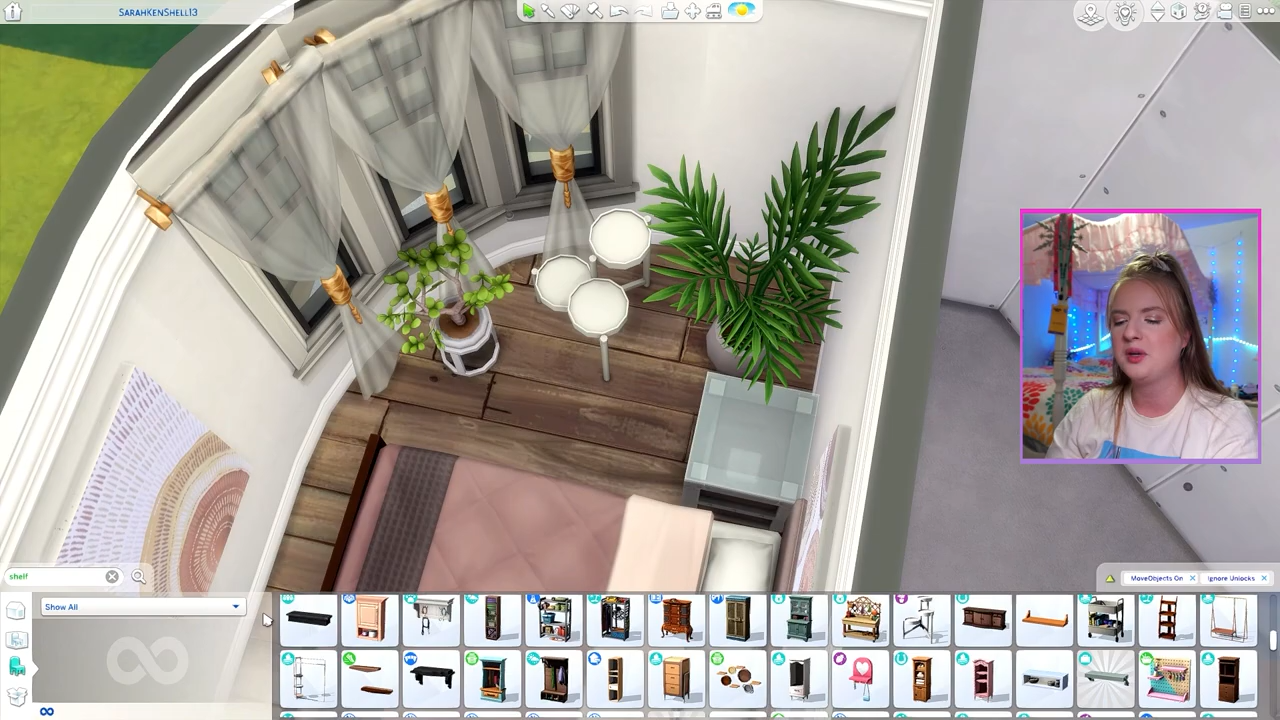 SARAHKENSHELL13
shelf
MoveObjects On
Ignore Unlocks
Show All